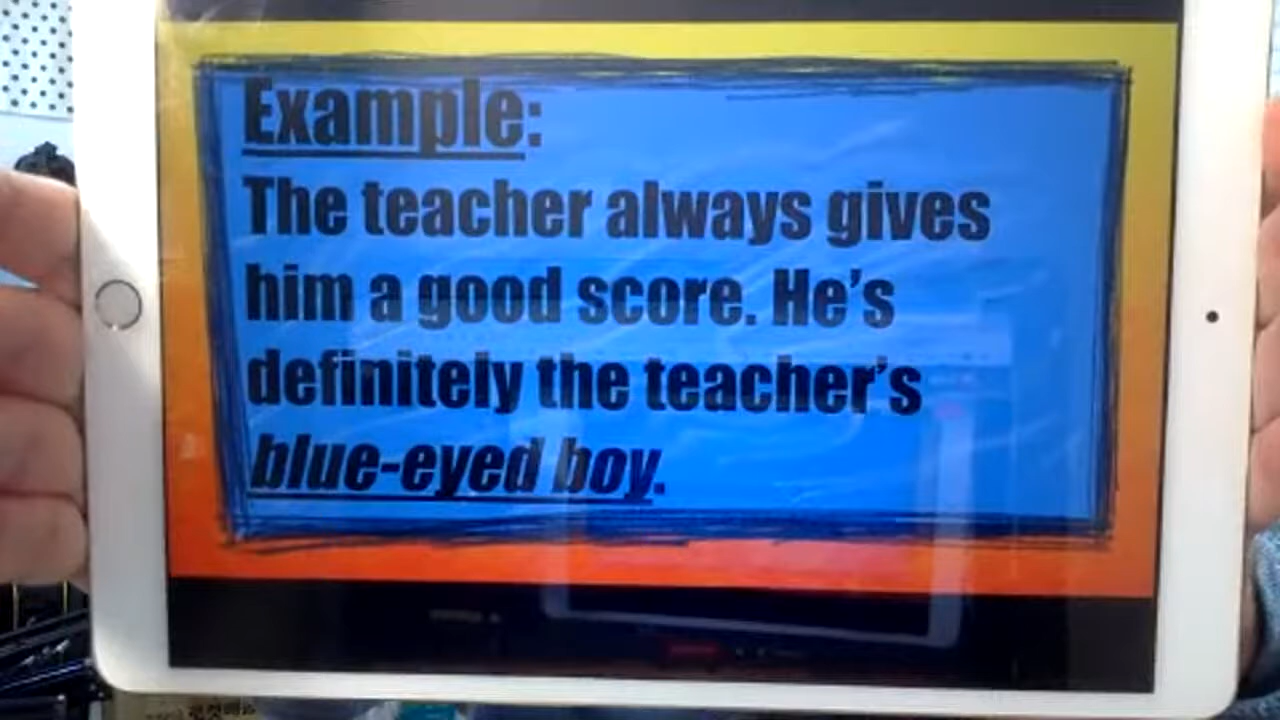 Example:
The teacher always gives
him a good score. He's
definitely the teacher's
blue-eyed boy.